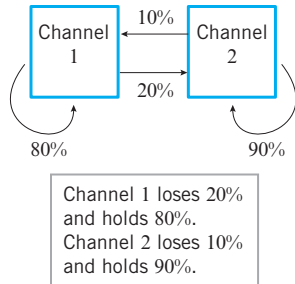 10%
Channel
1
Channel
2
20%
80%
90%
Channel 1 loses 20%
and holds 80%.
Channel 2 loses 10%
and holds 90%.